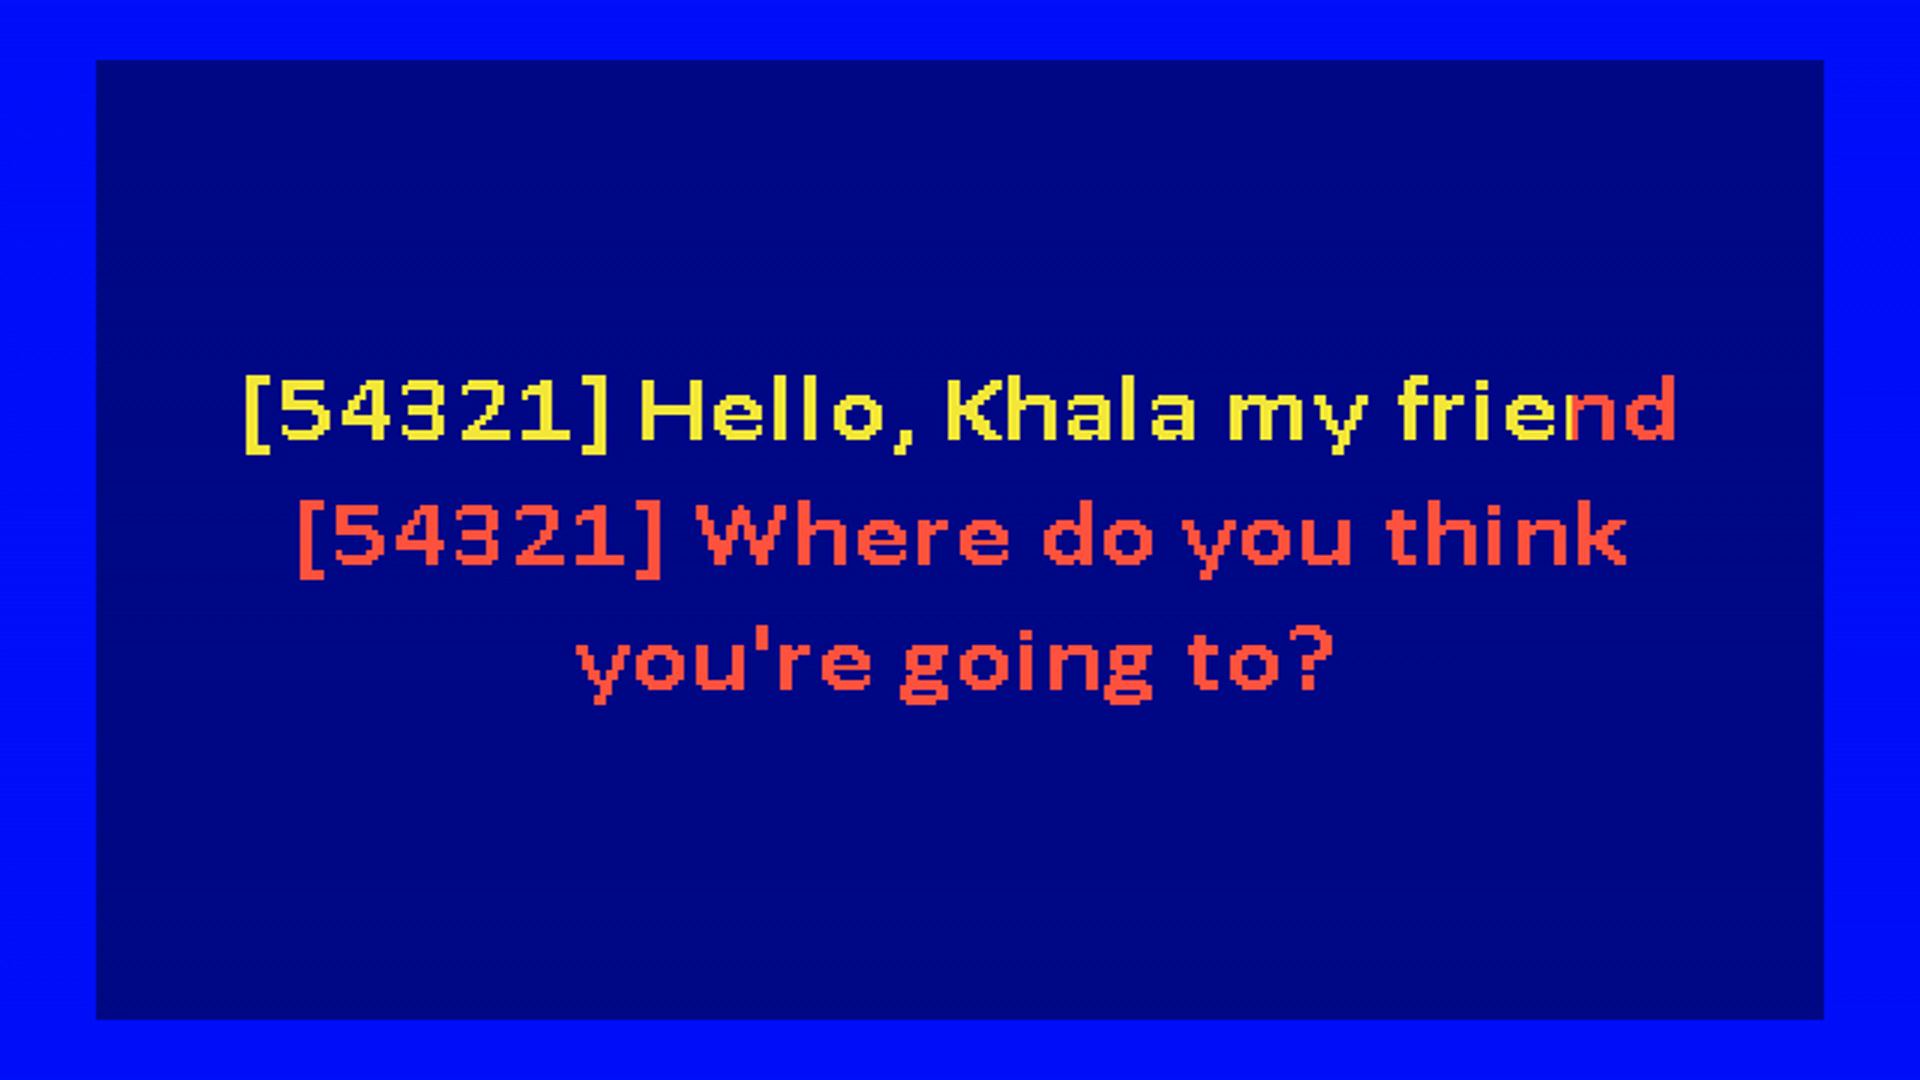 [54321] Hello, Khala my friend
[54321] Where do you think
you're going to?